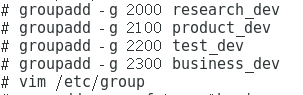 # groupadd -g 2000 research_dev
# groupadd -g 2100 product_dev
# groupadd -g 2200 test_dev
# groupadd -g 2300 business_dev
# vim /etc/group